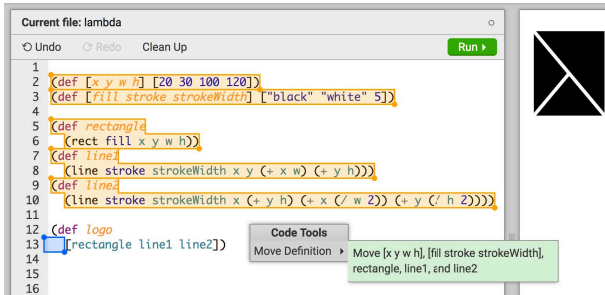 Current file: lambda
Undo Redo Clean Up Run
1
2 (def [x y w h] [20 30 100 120])
3 (def [fill stroke strokeWidth] ["black" "white" 5])
4
5 (def rectangle
6 (rect fill x y w h))
7 (def line1
8 (line stroke strokeWidth x y (+ x w) (+ y h)))
9 (def line2
10 (line stroke strokeWidth x (+ y h) (+ x (/ w 2)) (+ y (/ h 2))))
11
12 (def logo
13 [rectangle line1 line2])
14
15
16
Code Tools
Move Definition
Move [x y w h], [fill stroke strokeWidth],
rectangle, line1, and line2